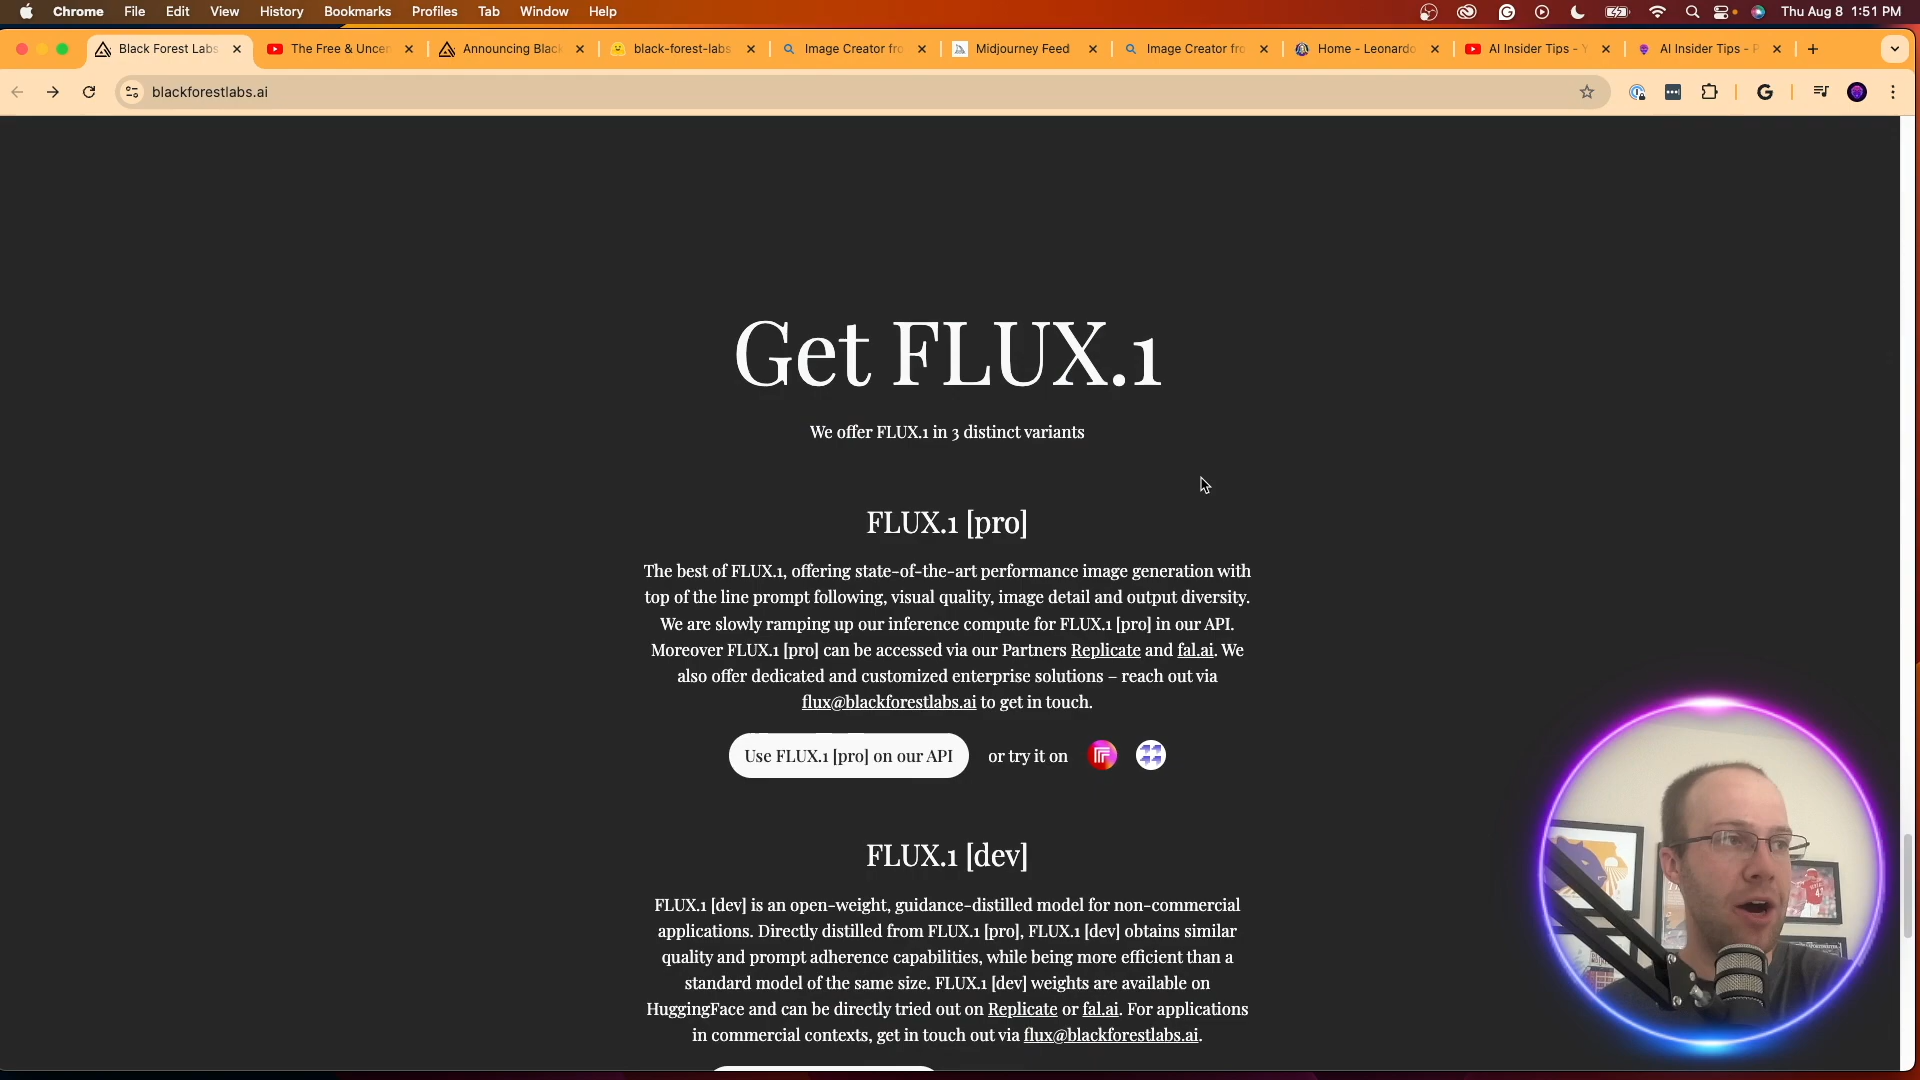 Chrome File Edit View History Bookmarks Profiles Tab Window Help Thu Aug 8 1:51 PM
Black Forest Labs The Free & Uncen Announcing Black black-forest-labs Image Creator fro Midjourney Feed Image Creator fro Home - Leonardo AI Insider Tips - Y AI Insider Tips - P
blackforestlabs.ai
Get FLUX.1
We offer FLUX.1 in 3 distinct variants
FLUX.1 [pro]
The best of FLUX.1, offering state-of-the-art performance image generation with
top of the line prompt following, visual quality, image detail and output diversity.
We are slowly ramping up our inference compute for FLUX.1 [pro] in our API.
Moreover FLUX.1 [pro] can be accessed via our Partners Replicate and fal.ai. We
also offer dedicated and customized enterprise solutions – reach out via
flux@blackforestlabs.ai to get in touch.
Use FLUX.1 [pro] on our API or try it on
FLUX.1 [dev]
FLUX.1 [dev] is an open-weight, guidance-distilled model for non-commercial
applications. Directly distilled from FLUX.1 [pro], FLUX.1 [dev] obtains similar
quality and prompt adherence capabilities, while being more efficient than a
standard model of the same size. FLUX.1 [dev] weights are available on
HuggingFace and can be directly tried out on Replicate or fal.ai. For applications
in commercial contexts, get in touch out via flux@blackforestlabs.ai.